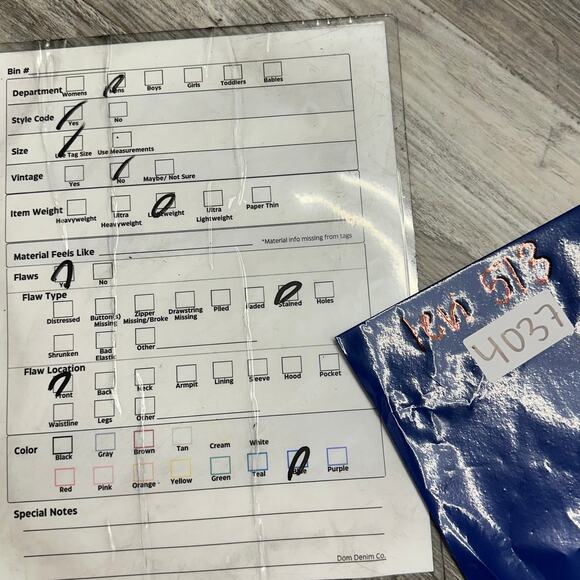 Bin #
Department Womens Mens Boys Girls Toddlers Babies
Style Code Yes No
Size Use Tag Size Use Measurements
Vintage Yes No Maybe/ Not Sure
Item Weight Heavyweight Ultra Heavyweight Lightweight Ultra Lightweight Paper Thin
Material Feels Like *Material info missing from tags
Flaws Yes No
Flaw Type
Distressed Button(s) Missing Zipper Missing/Broke Drawstring Missing Pilled Faded Stained Holes
Shrunken Bad Elastic Other
Flaw Location
Front Back Neck Armpit Lining Sleeve Hood Pocket
Waistline Legs Other
Color Black Gray Brown Tan Cream White
Red Pink Orange Yellow Green Teal Blue Purple
Special Notes
Dom Denim Co.
513
4037